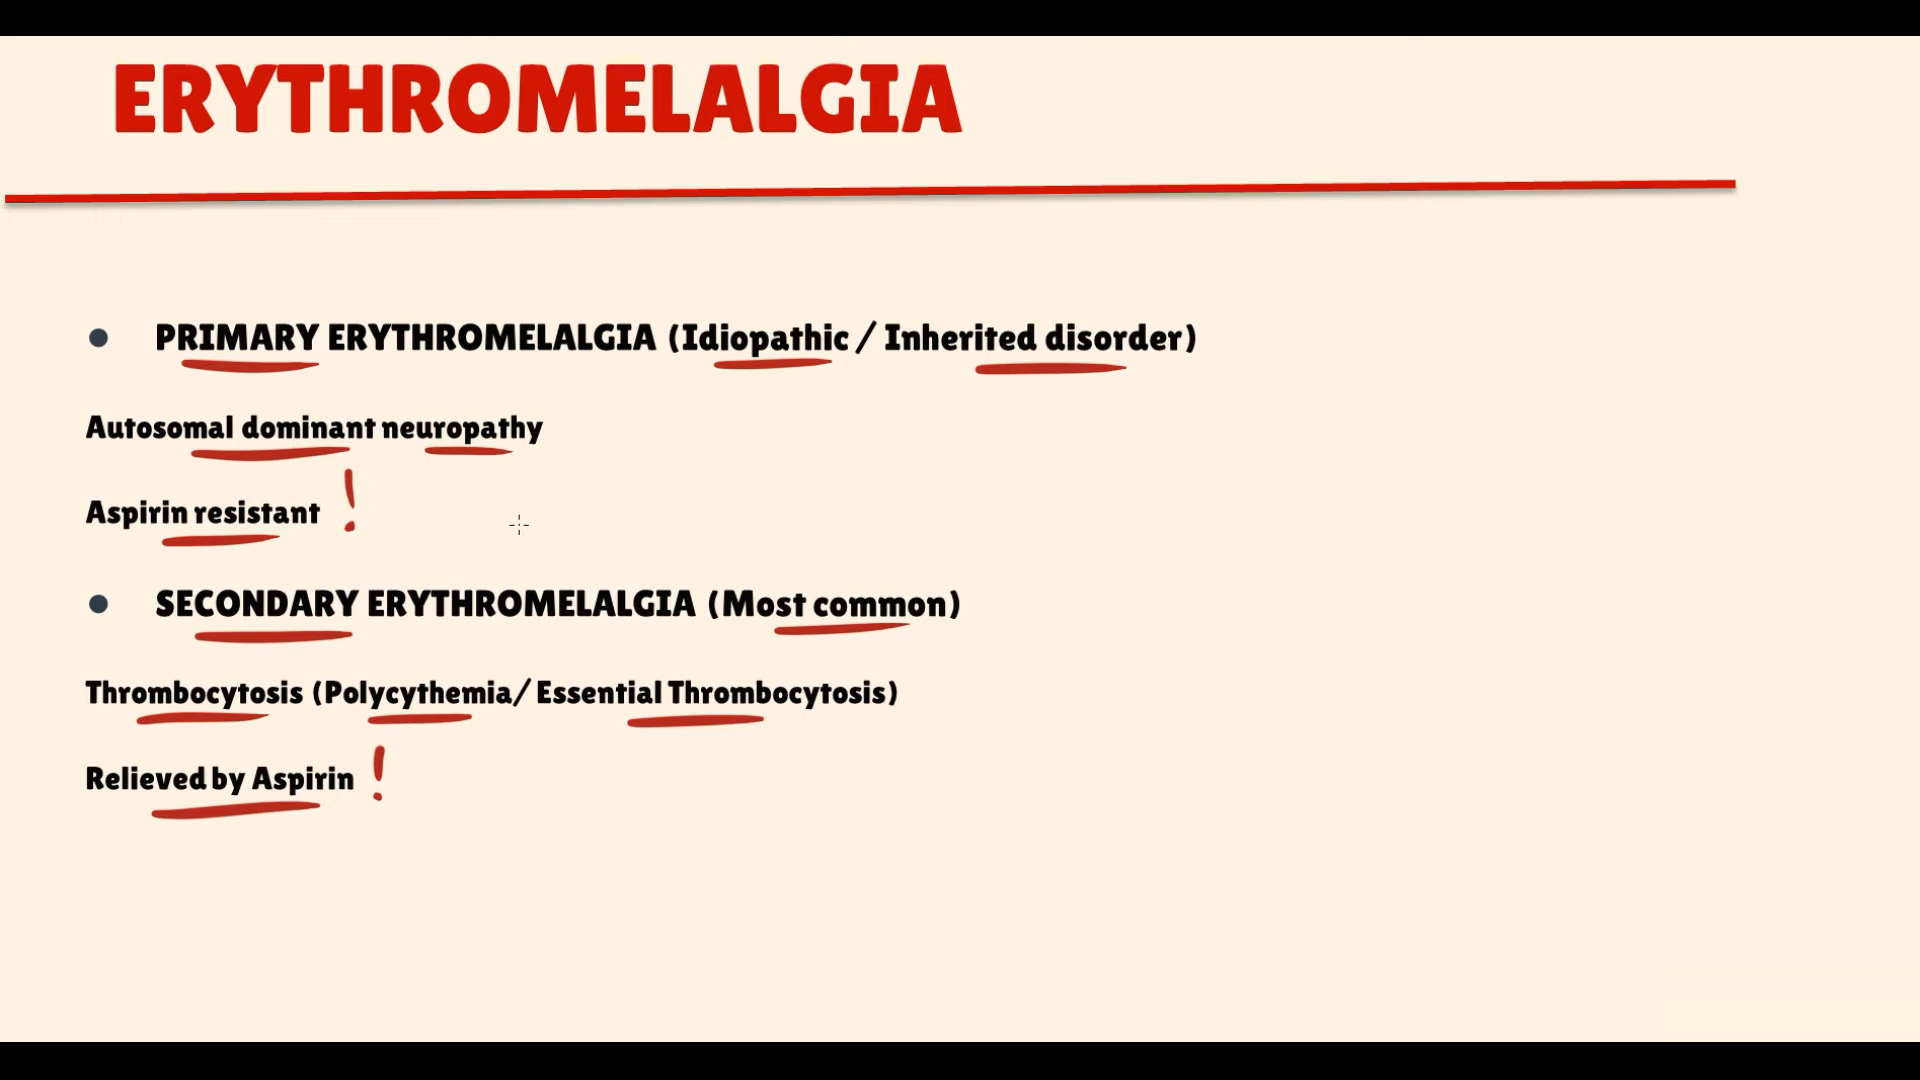 ERYTHROMELALGIA
• PRIMARY ERYTHROMELALGIA (Idiopathic / Inherited disorder)
Autosomal dominant neuropathy
Aspirin resistant !
• SECONDARY ERYTHROMELALGIA (Most common)
Thrombocytosis (Polycythemia/ Essential Thrombocytosis)
Relieved by Aspirin !